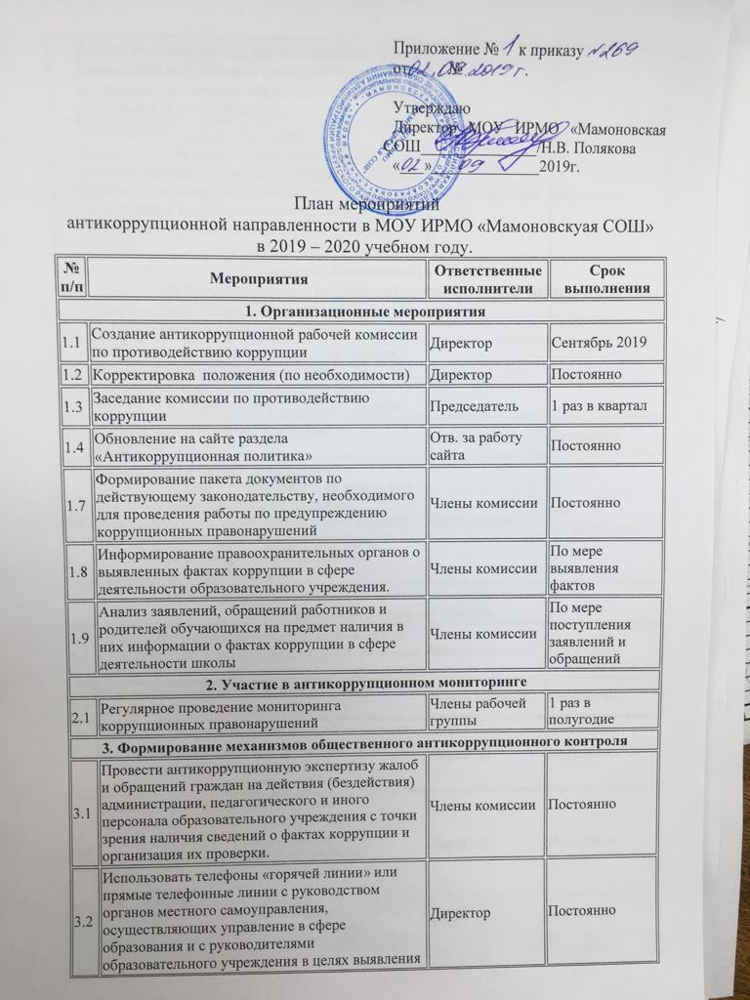 Приложение № 1 к приказу №269
от 02.09.2019г.
Утверждаю
Директор МОУ ИРМО «Мамоновская
СОШ ______________/Н.В. Полякова
«02» 09 2019г.
План мероприятий
антикоррупционной направленности в МОУ ИРМО «Мамоновскуая СОШ»
в 2019 – 2020 учебном году.
№ п/п Мероприятия Ответственные исполнители Срок выполнения
1. Организационные мероприятия
1.1 Создание антикоррупционной рабочей комиссии
по противодействию коррупции Директор Сентябрь 2019
1.2 Корректировка положения (по необходимости) Директор Постоянно
1.3 Заседание комиссии по противодействию
коррупции Председатель 1 раз в квартал
1.4 Обновление на сайте раздела
«Антикоррупционная политика» Отв. за работу
сайта Постоянно
1.7 Формирование пакета документов по
действующему законодательству, необходимого
для проведения работы по предупреждению
коррупционных правонарушений Члены комиссии Постоянно
1.8 Информирование правоохранительных органов о
выявленных фактах коррупции в сфере
деятельности образовательного учреждения. Члены комиссии По мере
выявления
фактов
1.9 Анализ заявлений, обращений работников и
родителей обучающихся на предмет наличия в
них информации о фактах коррупции в сфере
деятельности школы Члены комиссии По мере
поступления
заявлений и
обращений
2. Участие в антикоррупционном мониторинге
2.1 Регулярное проведение мониторинга
коррупционных правонарушений Члены рабочей
группы 1 раз в
полугодие
3. Формирование механизмов общественного антикоррупционного контроля
3.1 Провести антикоррупционную экспертизу жалоб
и обращений граждан на действия (бездействия)
администрации, педагогического и иного
персонала образовательного учреждения с точки
зрения наличия сведений о фактах коррупции и
организация их проверки. Члены комиссии Постоянно
3.2 Использовать телефоны «горячей линии» или
прямые телефонные линии с руководством
органов местного самоуправления,
осуществляющих управление в сфере
образования и с руководителями
образовательного учреждения в целях выявления Директор Постоянно